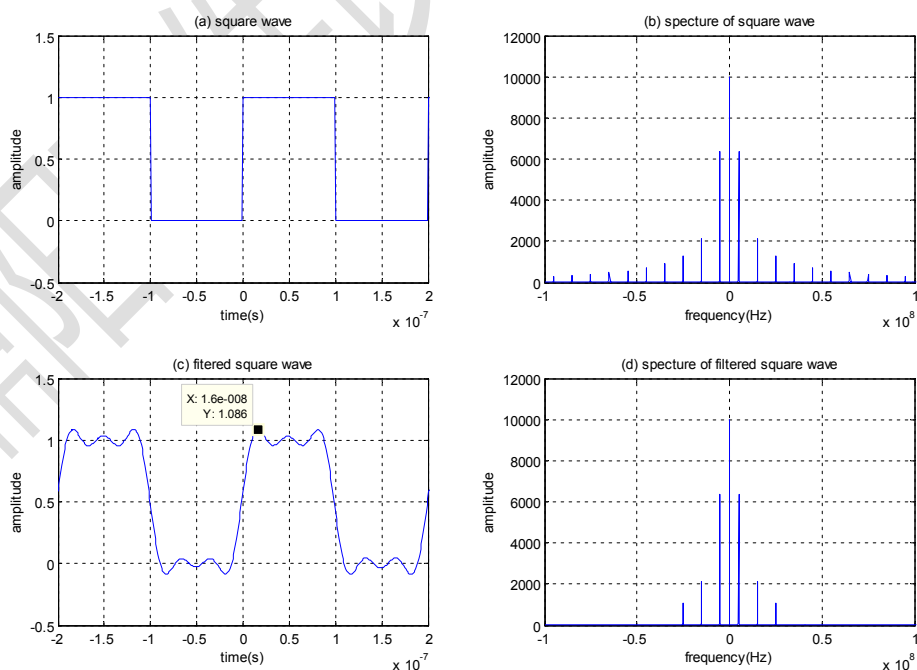 (a) square wave
1.5
1
0.5
0
-0.5
amplitude
-2 -1.5 -1 -0.5 0 0.5 1 1.5 2
time(s)
x 10^-7
(b) specture of square wave
12000
10000
8000
6000
4000
2000
0
amplitude
-1 -0.5 0 0.5 1
frequency(Hz)
x 10^8
(c) fitered square wave
1.5
1
0.5
0
-0.5
amplitude
X: 1.6e-008
Y: 1.086
-2 -1.5 -1 -0.5 0 0.5 1 1.5 2
time(s)
x 10^-7
(d) specture of filtered square wave
12000
10000
8000
6000
4000
2000
0
amplitude
-1 -0.5 0 0.5 1
frequency(Hz)
x 10^8